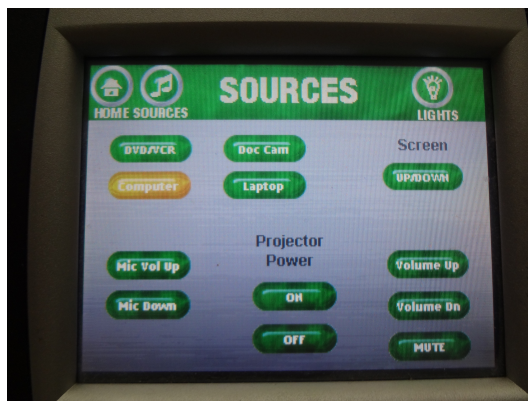 SOURCES
HOME SOURCES
LIGHTS
DVD/VCR
Doc Cam
Screen
Computer
Laptop
UP/DOWN
Projector
Power
Mic Vol Up
Volume Up
ON
Mic Down
Volume Dn
OFF
MUTE